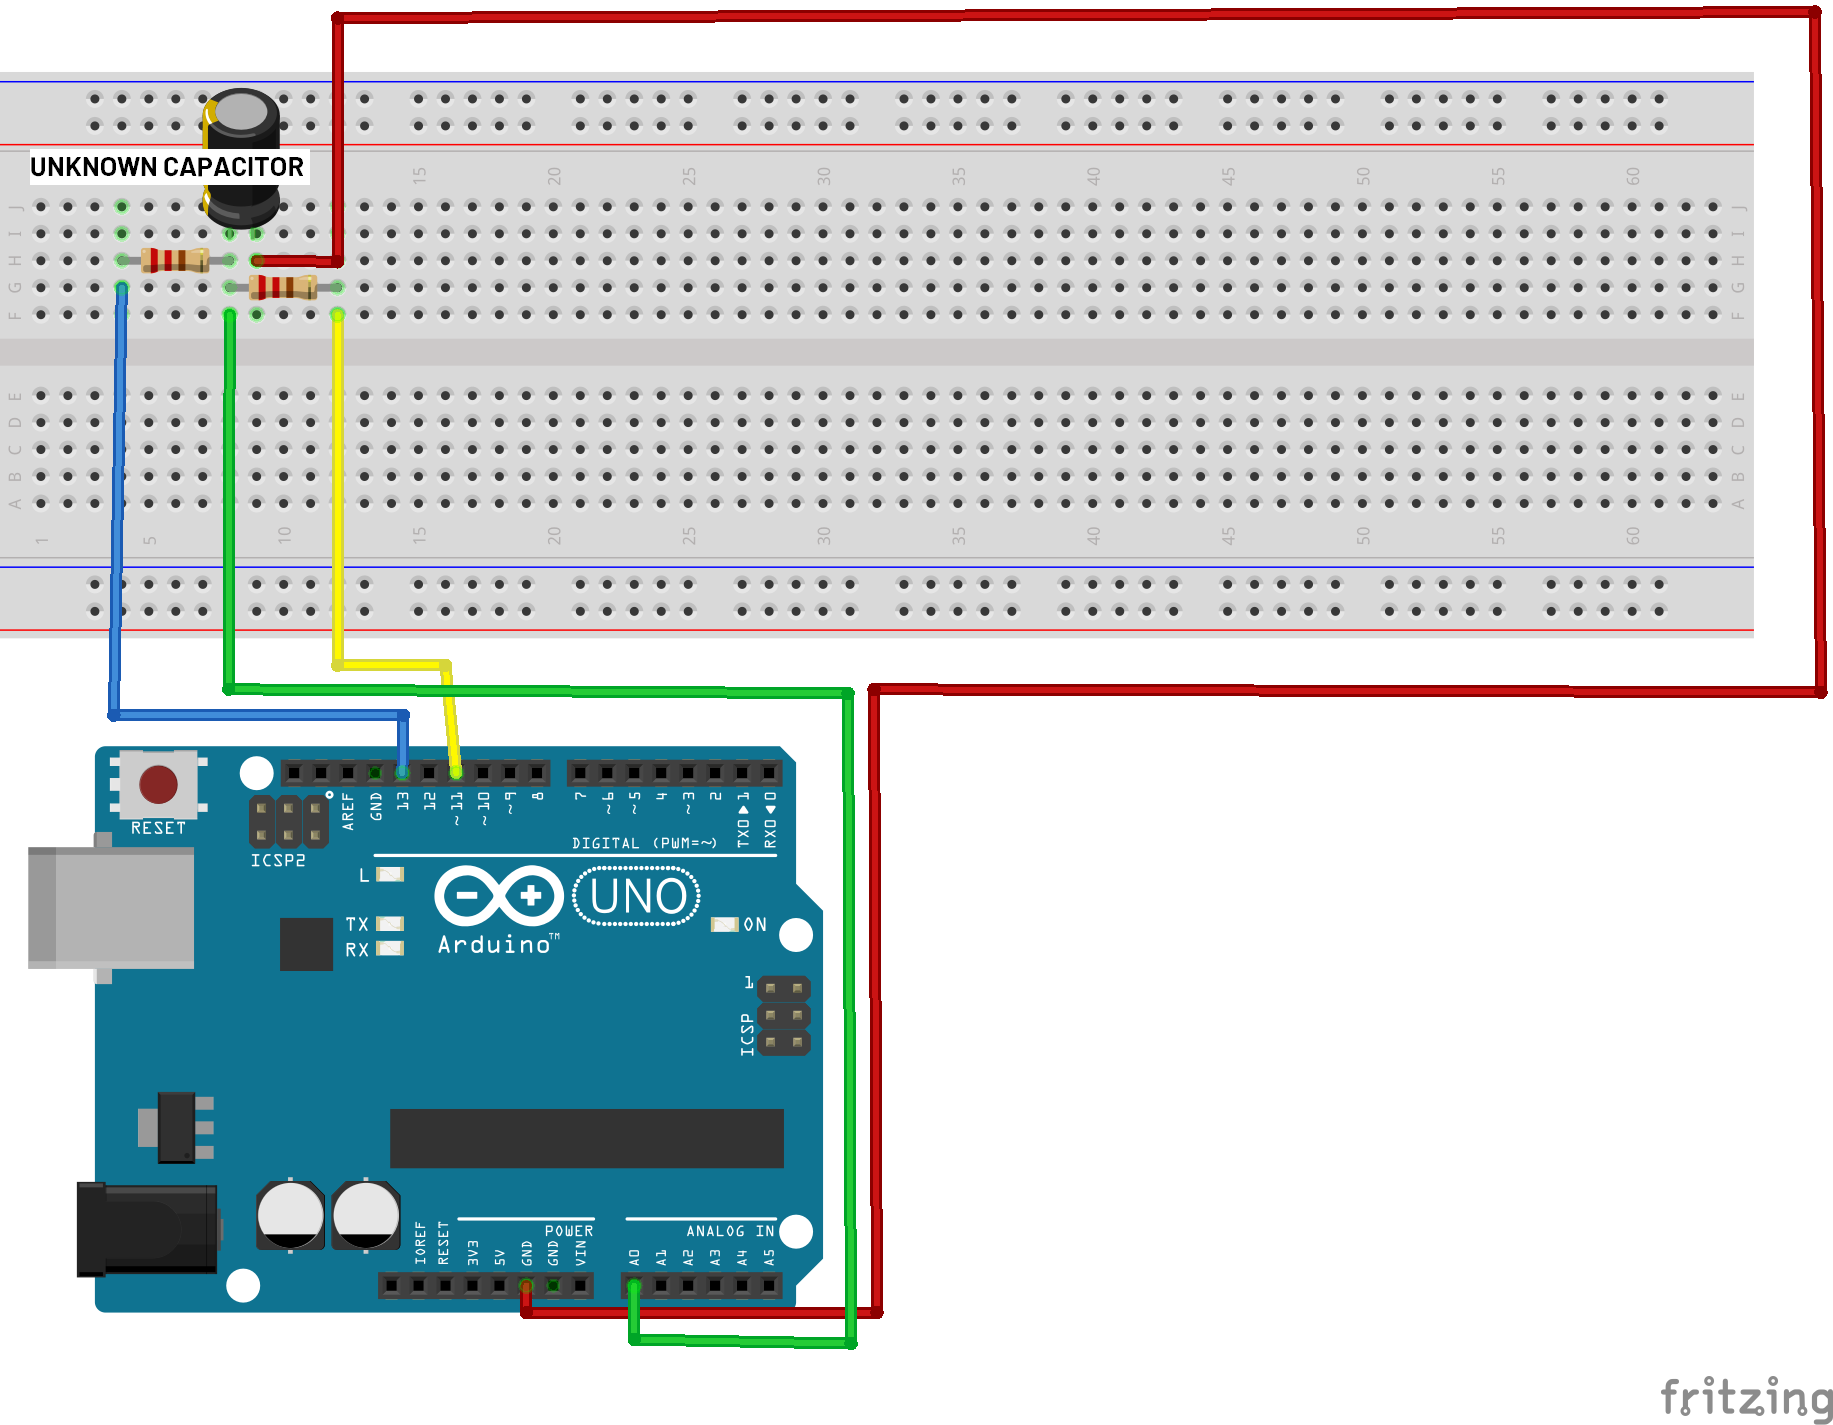 UNKNOWN CAPACITOR
15 20 25 30 35 40 45 50 55 60
J J
I I
H H
G G
F F
E E
D D
C C
B B
A A
1 5 10 15 20 25 30 35 40 45 50 55 60
RESET
ICSP2
AREF GND 13 12 ~11 ~10 ~9 8 7 ~6 ~5 4 ~3 2 TX0▶1 RX0◀0
DIGITAL (PWM=~)
L
TX
RX
UNO
ON
Arduino™
1
ICSP
POWER
ANALOG IN
IOREF RESET 3V3 5V GND GND VIN A0 A1 A2 A3 A4 A5
fritzing